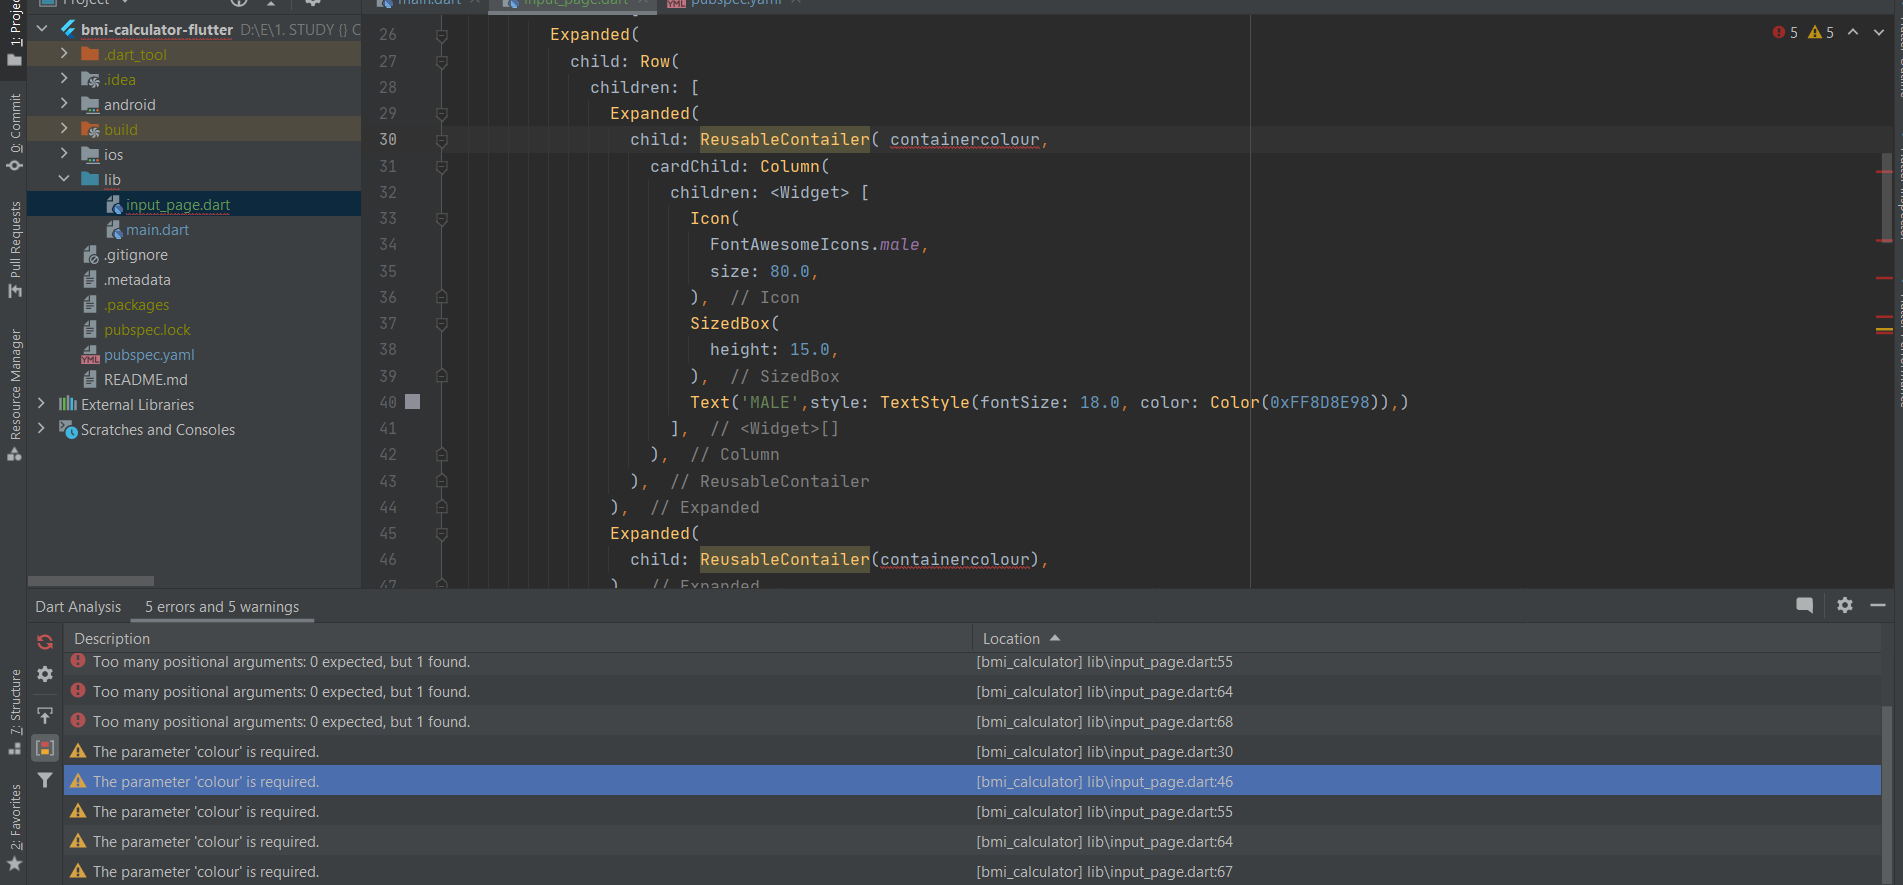 Project
main.dart
input_page.dart
pubspec.yaml
1: Project
0: Commit
Pull Requests
Resource Manager
7: Structure
2: Favorites
bmi-calculator-flutter D:\E\1. STUDY () C
.dart_tool
.idea
android
build
ios
lib
input_page.dart
main.dart
.gitignore
.metadata
.packages
pubspec.lock
pubspec.yaml
README.md
External Libraries
Scratches and Consoles
5 5
26 Expanded(
27 child: Row(
28 children: [
29 Expanded(
30 child: ReusableContailer( containercolour,
31 cardChild: Column(
32 children: <Widget> [
33 Icon(
34 FontAwesomeIcons.male,
35 size: 80.0,
36 ), // Icon
37 SizedBox(
38 height: 15.0,
39 ), // SizedBox
40 Text('MALE',style: TextStyle(fontSize: 18.0, color: Color(0xFF8D8E98)),)
41 ], // <Widget>[]
42 ), // Column
43 ), // ReusableContailer
44 ), // Expanded
45 Expanded(
46 child: ReusableContailer(containercolour),
47 ) // Expanded
Dart Analysis 5 errors and 5 warnings
Description Location
Too many positional arguments: 0 expected, but 1 found. [bmi_calculator] lib\input_page.dart:55
Too many positional arguments: 0 expected, but 1 found. [bmi_calculator] lib\input_page.dart:64
Too many positional arguments: 0 expected, but 1 found. [bmi_calculator] lib\input_page.dart:68
The parameter 'colour' is required. [bmi_calculator] lib\input_page.dart:30
The parameter 'colour' is required. [bmi_calculator] lib\input_page.dart:46
The parameter 'colour' is required. [bmi_calculator] lib\input_page.dart:55
The parameter 'colour' is required. [bmi_calculator] lib\input_page.dart:64
The parameter 'colour' is required. [bmi_calculator] lib\input_page.dart:67